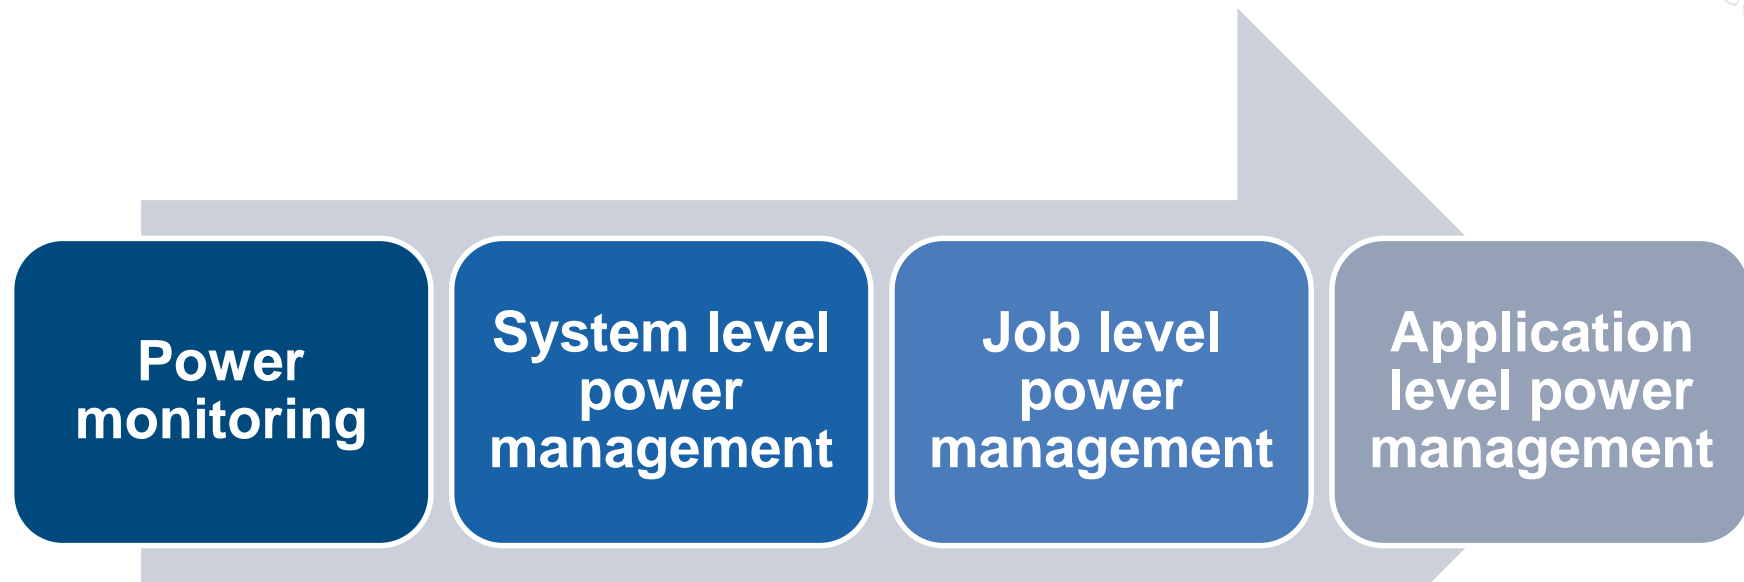 Power
monitoring
System level
power
management
Job level
power
management
Application
level power
management